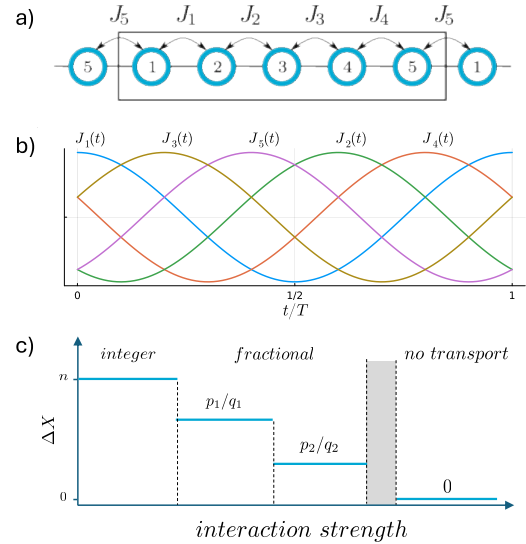 a)
J₅ J₁ J₂ J₃ J₄ J₅
5 1 2 3 4 5 1
b)
J₁(t) J₃(t) J₅(t) J₂(t) J₄(t)
0 1/2 1
t/T
c)
integer fractional no transport
n
p₁/q₁
p₂/q₂
ΔX
0
0
interaction strength